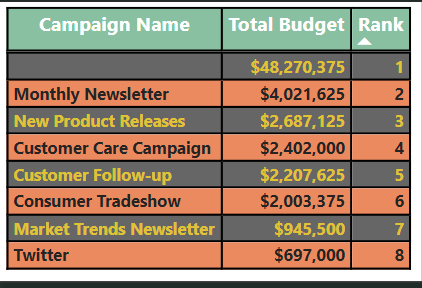 Campaign Name Total Budget Rank
$48,270,375 1
Monthly Newsletter $4,021,625 2
New Product Releases $2,687,125 3
Customer Care Campaign $2,402,000 4
Customer Follow-up $2,207,625 5
Consumer Tradeshow $2,003,375 6
Market Trends Newsletter $945,500 7
Twitter $697,000 8